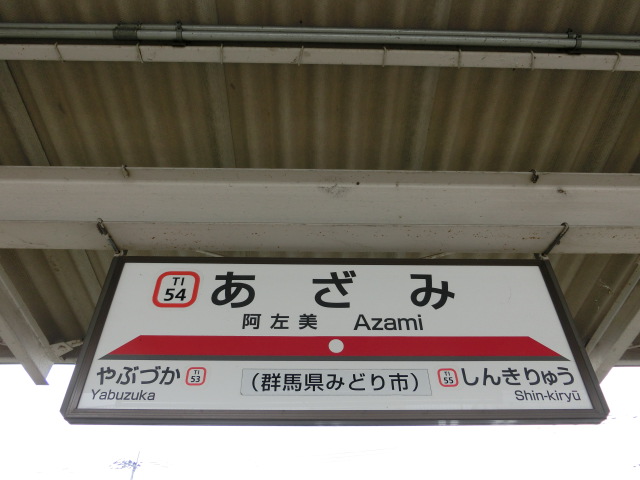 TI
54
あざみ
阿左美 Azami
やぶづか TI 53
Yabuzuka
（群馬県みどり市）
TI 55 しんきりゅう
Shin-kiryū